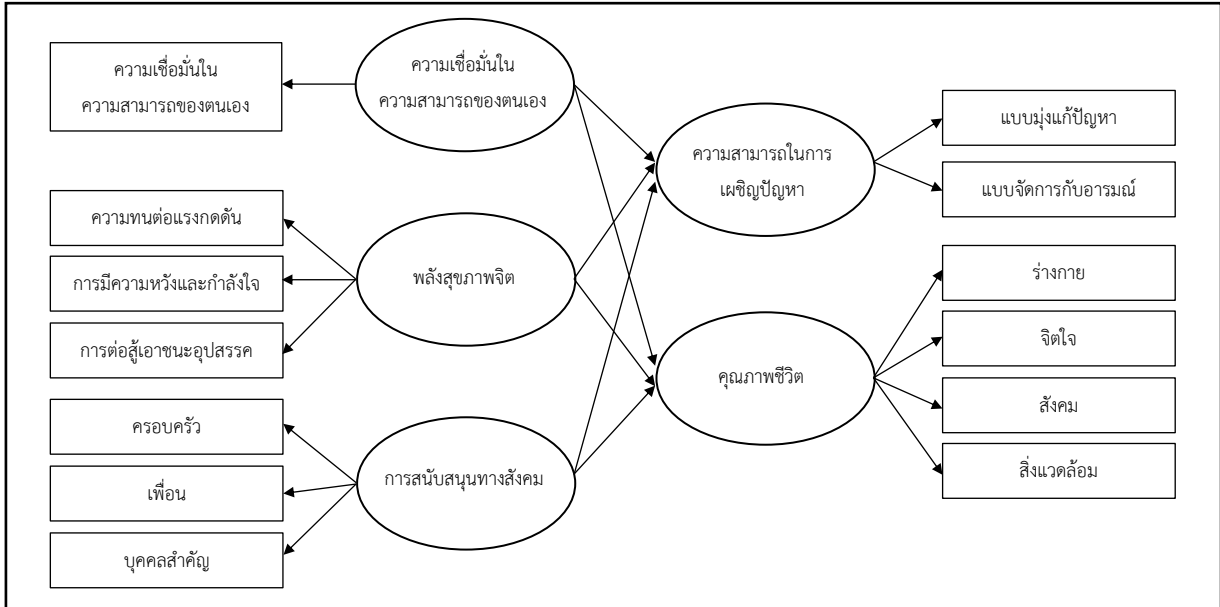 ความเชื่อมั่นใน
ความสามารถของตนเอง
ความเชื่อมั่นใน
ความสามารถของตนเอง
ความทนต่อแรงกดดัน
การมีความหวังและกำลังใจ
การต่อสู้เอาชนะอุปสรรค
พลังสุขภาพจิต
ครอบครัว
เพื่อน
บุคคลสำคัญ
การสนับสนุนทางสังคม
ความสามารถในการ
เผชิญปัญหา
แบบมุ่งแก้ปัญหา
แบบจัดการกับอารมณ์
คุณภาพชีวิต
ร่างกาย
จิตใจ
สังคม
สิ่งแวดล้อม